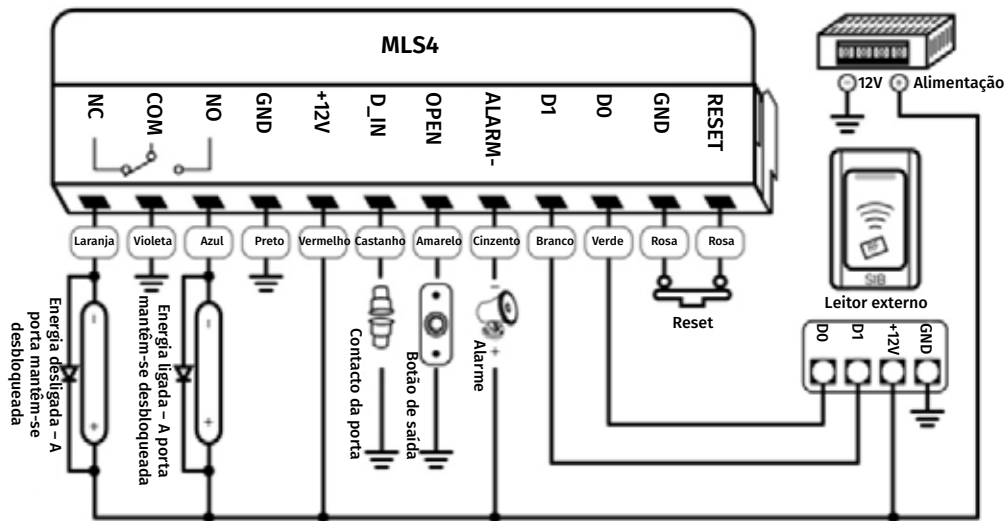 MLS4
NC
COM
NO
GND
+12V
D_IN
OPEN
ALARM-
D1
D0
GND
RESET
12V
Alimentação
Laranja
Violeta
Azul
Preto
Vermelho
Castanho
Amarelo
Cinzento
Branco
Verde
Rosa
Rosa
Energia desligada – A
porta mantêm-se
desbloqueada
Energia ligada – A porta
mantêm-se desbloqueada
Contacto da porta
Botão de saída
Alarme
Reset
SIB
Leitor externo
D0
D1
+12V
GND